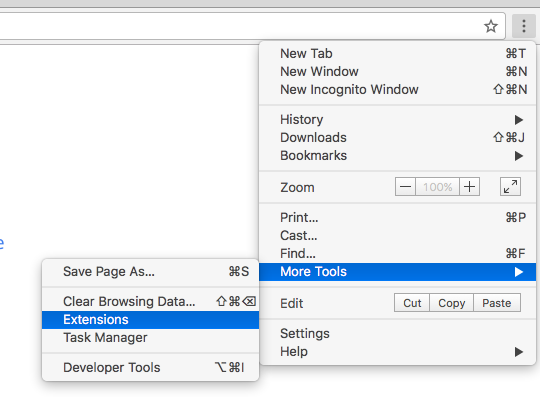 New Tab ⌘T
New Window ⌘N
New Incognito Window ⇧⌘N
History
Downloads ⇧⌘J
Bookmarks
Zoom − 100% +
Print... ⌘P
Cast...
Find... ⌘F
More Tools
Edit Cut Copy Paste
Settings
Help
e
Save Page As... ⌘S
Clear Browsing Data... ⇧⌘⌫
Extensions
Task Manager
Developer Tools ⌥⌘I